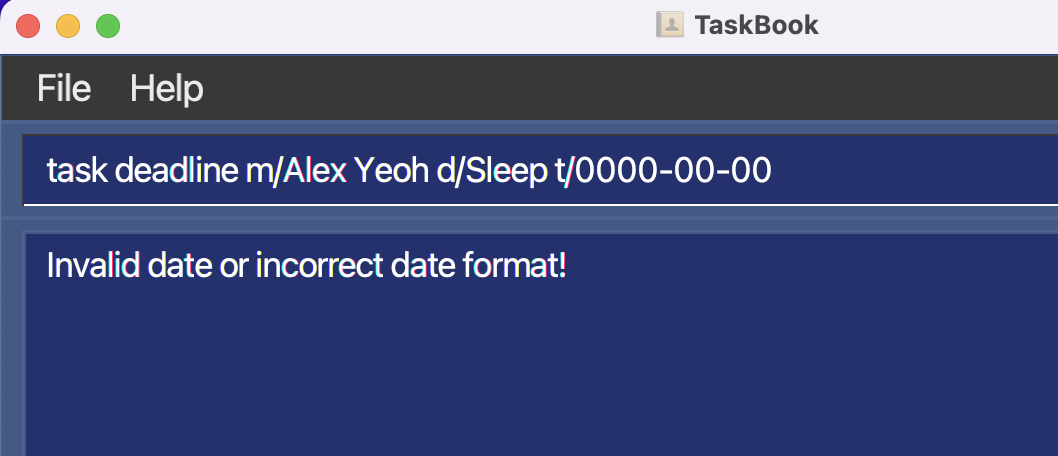 TaskBook
File Help
task deadline m/Alex Yeoh d/Sleep t/0000-00-00
Invalid date or incorrect date format!